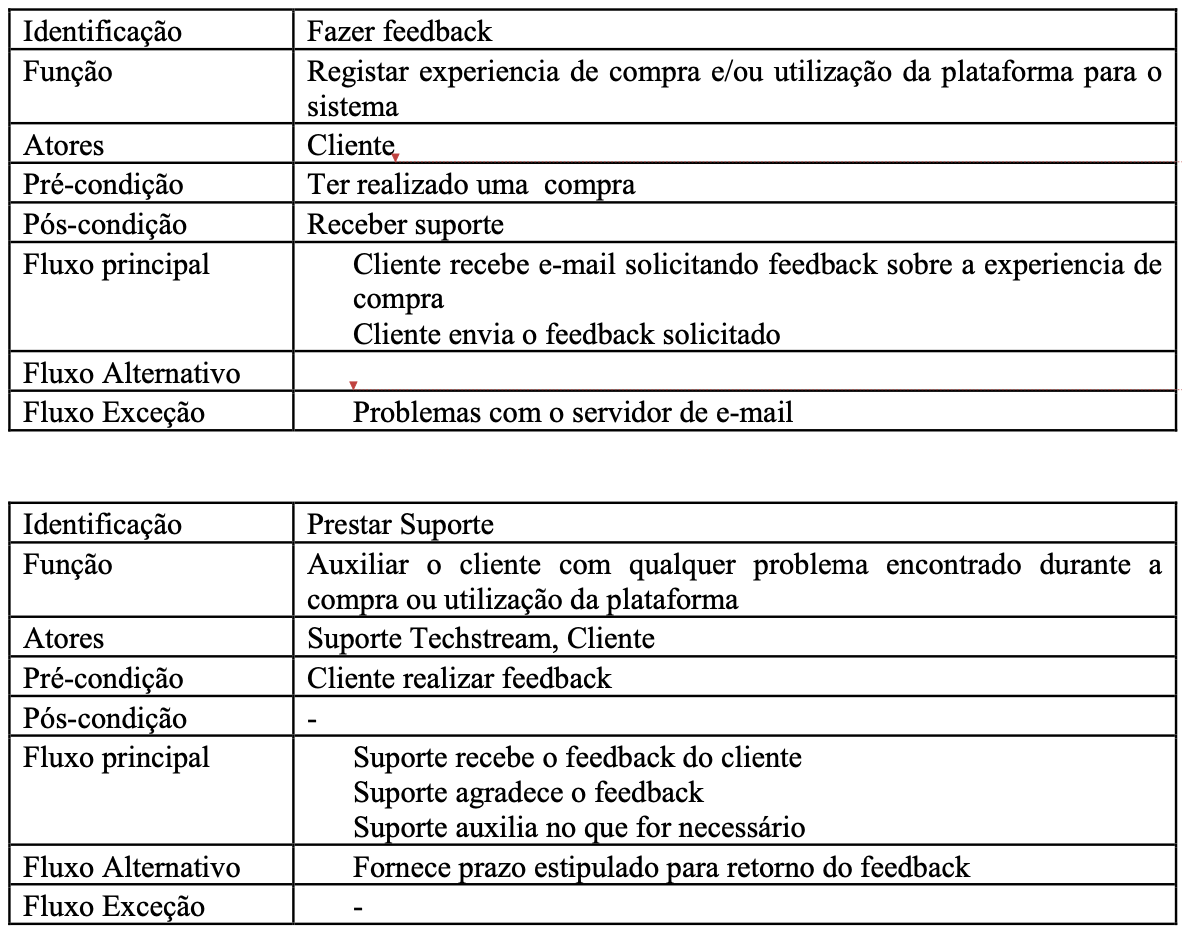 Identificação Fazer feedback
Função Registar experiencia de compra e/ou utilização da plataforma para o
sistema
Atores Cliente
Pré-condição Ter realizado uma  compra
Pós-condição Receber suporte
Fluxo principal Cliente recebe e-mail solicitando feedback sobre a experiencia de
compra
Cliente envia o feedback solicitado
Fluxo Alternativo
Fluxo Exceção Problemas com o servidor de e-mail
Identificação Prestar Suporte
Função Auxiliar o cliente com qualquer problema encontrado durante a
compra ou utilização da plataforma
Atores Suporte Techstream, Cliente
Pré-condição Cliente realizar feedback
Pós-condição -
Fluxo principal Suporte recebe o feedback do cliente
Suporte agradece o feedback
Suporte auxilia no que for necessário
Fluxo Alternativo Fornece prazo estipulado para retorno do feedback
Fluxo Exceção -